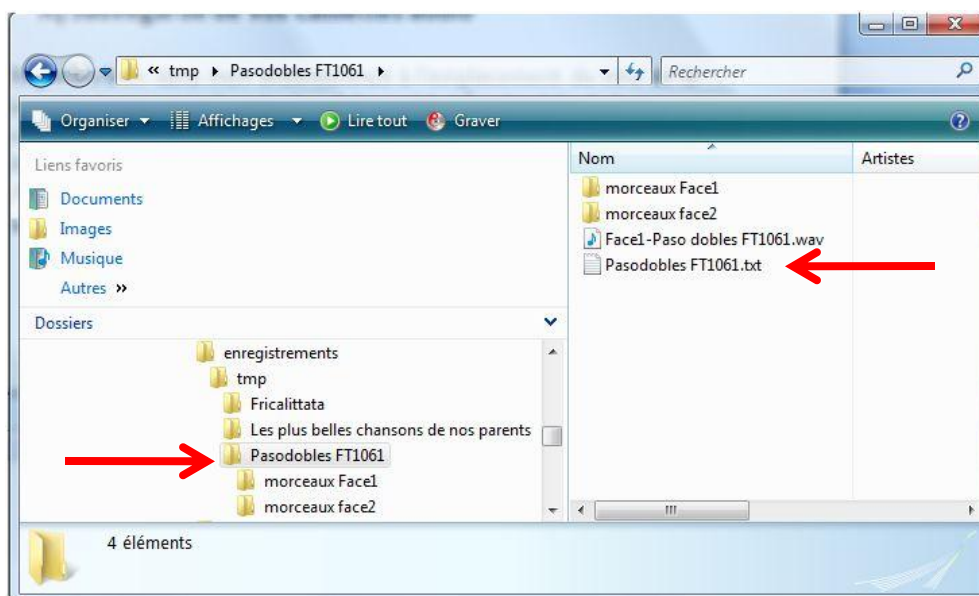 « tmp ▸ Pasodobles FT1061 ▸
Rechercher
Organiser
Affichages
Lire tout
Graver
Liens favoris
Documents
Images
Musique
Autres »
Dossiers
enregistrements
tmp
Fricalittata
Les plus belles chansons de nos parents
Pasodobles FT1061
morceaux Face1
morceaux face2
Nom
Artistes
morceaux Face1
morceaux face2
Face1-Paso dobles FT1061.wav
Pasodobles FT1061.txt
4 éléments